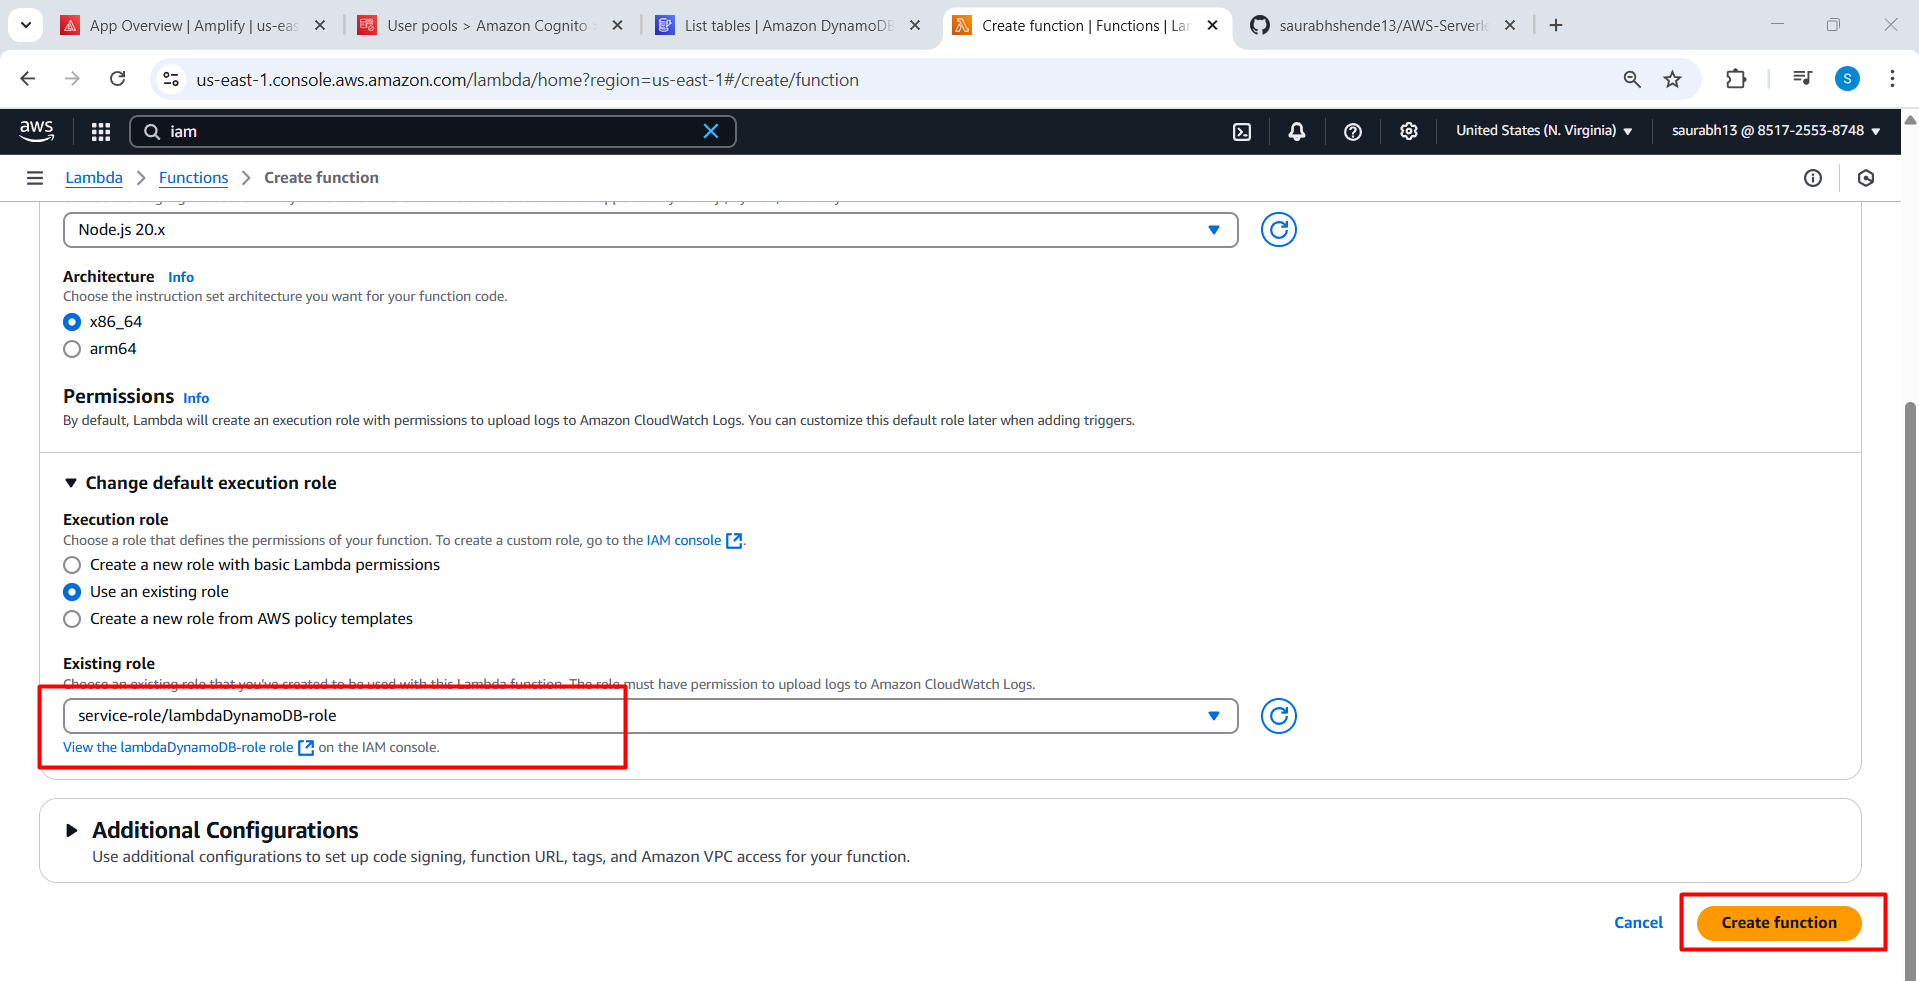 App Overview | Amplify | us-eas
User pools > Amazon Cognito
List tables | Amazon DynamoDB
Create function | Functions | Lar
saurabhshende13/AWS-Serverle
us-east-1.console.aws.amazon.com/lambda/home?region=us-east-1#/create/function
S
aws
iam
United States (N. Virginia)
saurabh13 @ 8517-2553-8748
Lambda > Functions > Create function
Node.js 20.x
Architecture Info
Choose the instruction set architecture you want for your function code.
x86_64
arm64
Permissions Info
By default, Lambda will create an execution role with permissions to upload logs to Amazon CloudWatch Logs. You can customize this default role later when adding triggers.
Change default execution role
Execution role
Choose a role that defines the permissions of your function. To create a custom role, go to the IAM console.
Create a new role with basic Lambda permissions
Use an existing role
Create a new role from AWS policy templates
Existing role
Choose an existing role that you've created to be used with this Lambda function. The role must have permission to upload logs to Amazon CloudWatch Logs.
service-role/lambdaDynamoDB-role
View the lambdaDynamoDB-role role on the IAM console.
Additional Configurations
Use additional configurations to set up code signing, function URL, tags, and Amazon VPC access for your function.
Cancel
Create function